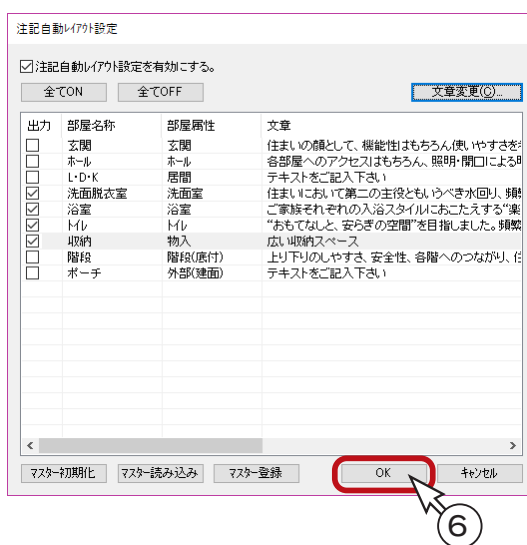 注記自動レイアウト設定
注記自動レイアウト設定を有効にする。
全てON 全てOFF 文章変更(C)...
出力 部屋名称 部屋属性 文章
玄関 玄関 住まいの顔として、機能性はもちろん使いやすさを
ホール ホール 各部屋へのアクセスはもちろん、照明・開口による
L・D・K 居間 テキストをご記入下さい
洗面脱衣室 洗面室 住まいにおいて第二の主役ともいうべき水回り、頻
浴室 浴室 ご家族それぞれの入浴スタイルにおこたえする“楽
トイレ トイレ “おもてなしと、安らぎの空間”を目指しました。頻繁
収納 物入 広い収納スペース
階段 階段(底付) 上り下りのしやすさ、安全性、各階へのつながり、
ポーチ 外部(建面) テキストをご記入下さい
マスター初期化 マスター読み込み マスター登録 OK キャンセル
6